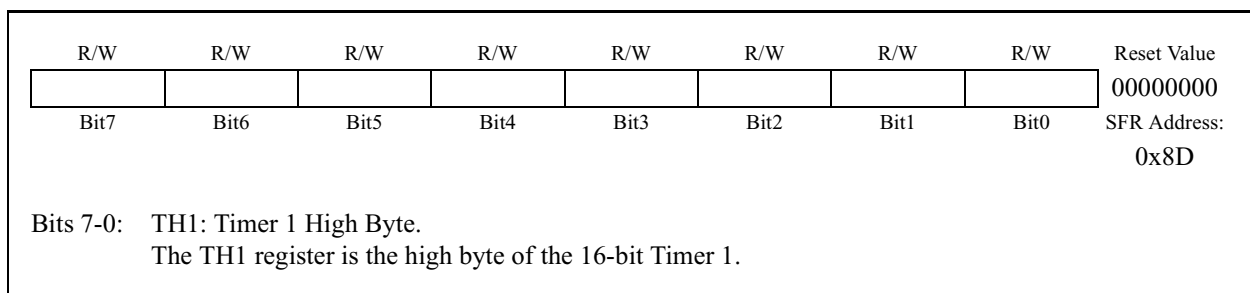 R/W R/W R/W R/W R/W R/W R/W R/W Reset Value
00000000
Bit7 Bit6 Bit5 Bit4 Bit3 Bit2 Bit1 Bit0 SFR Address:
0x8D
Bits 7-0: TH1: Timer 1 High Byte.
The TH1 register is the high byte of the 16-bit Timer 1.